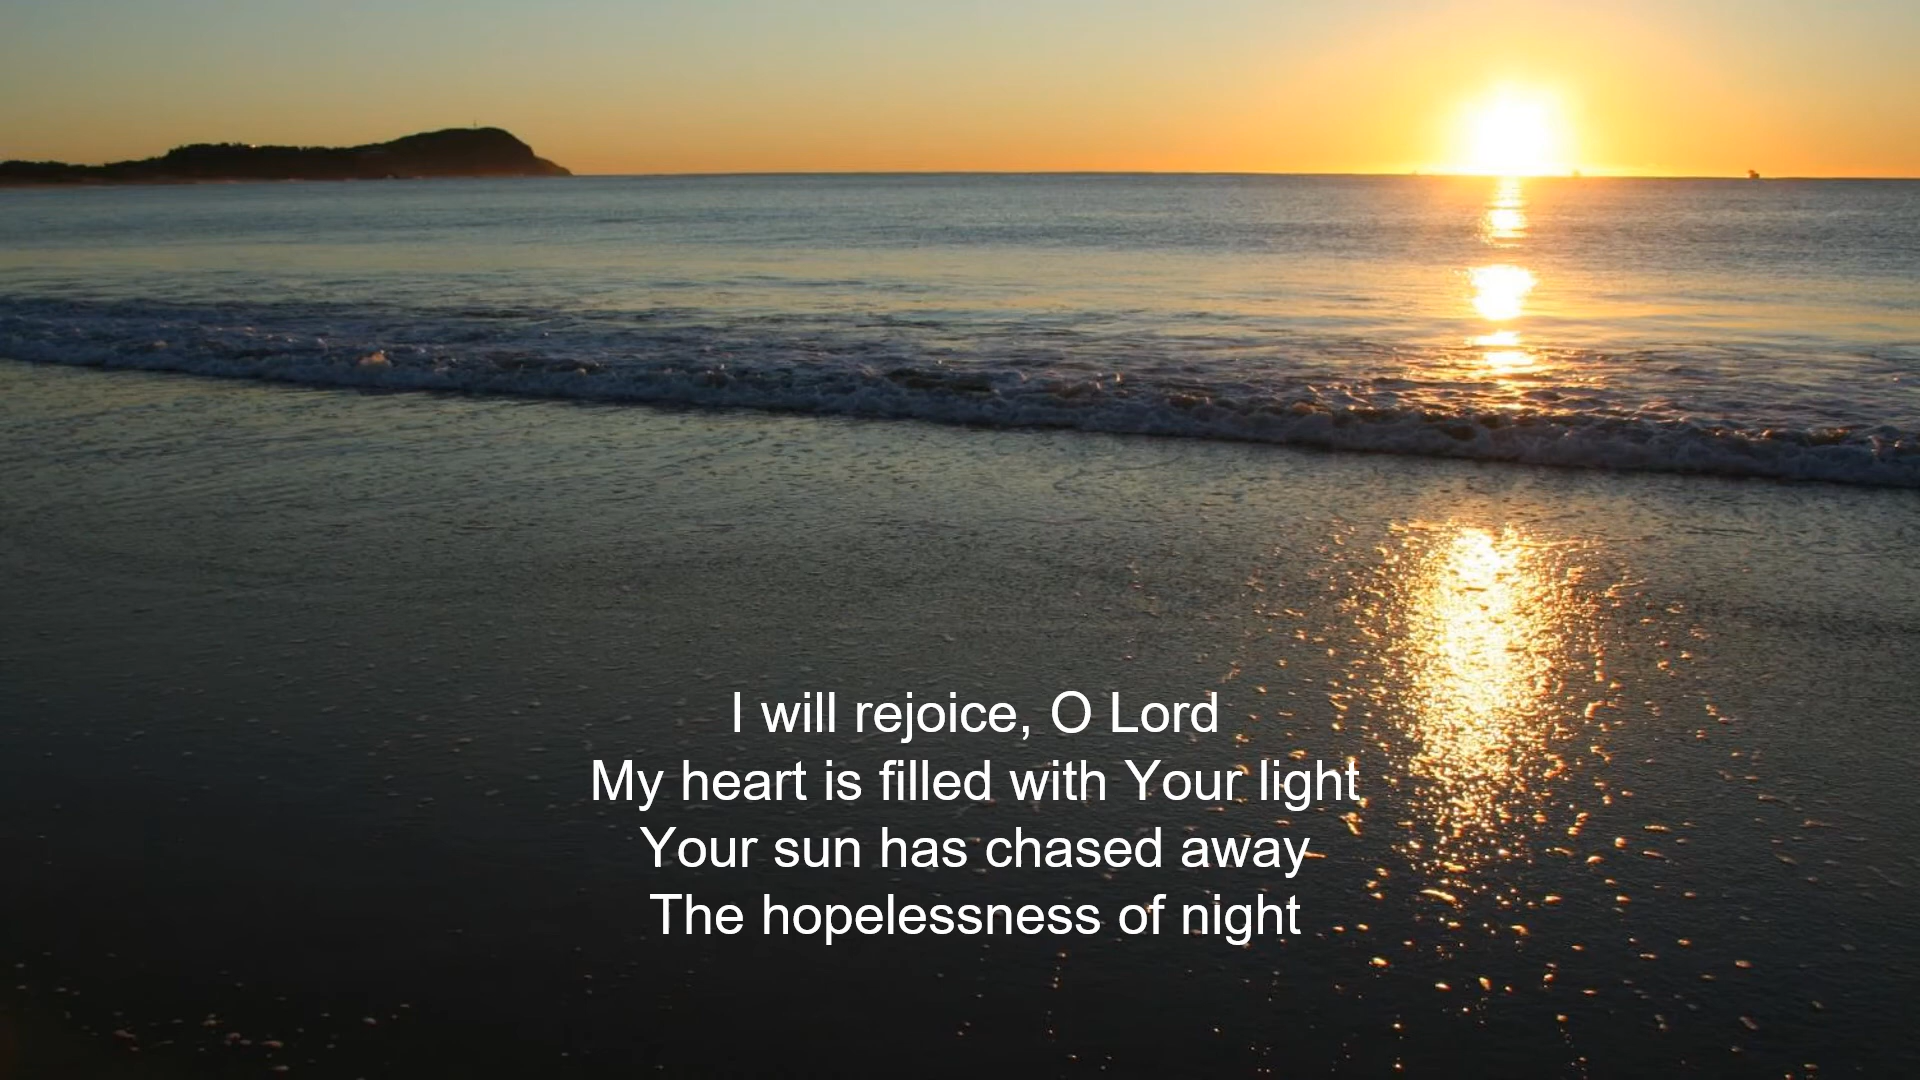 I will rejoice, O Lord
My heart is filled with Your light
Your sun has chased away
The hopelessness of night